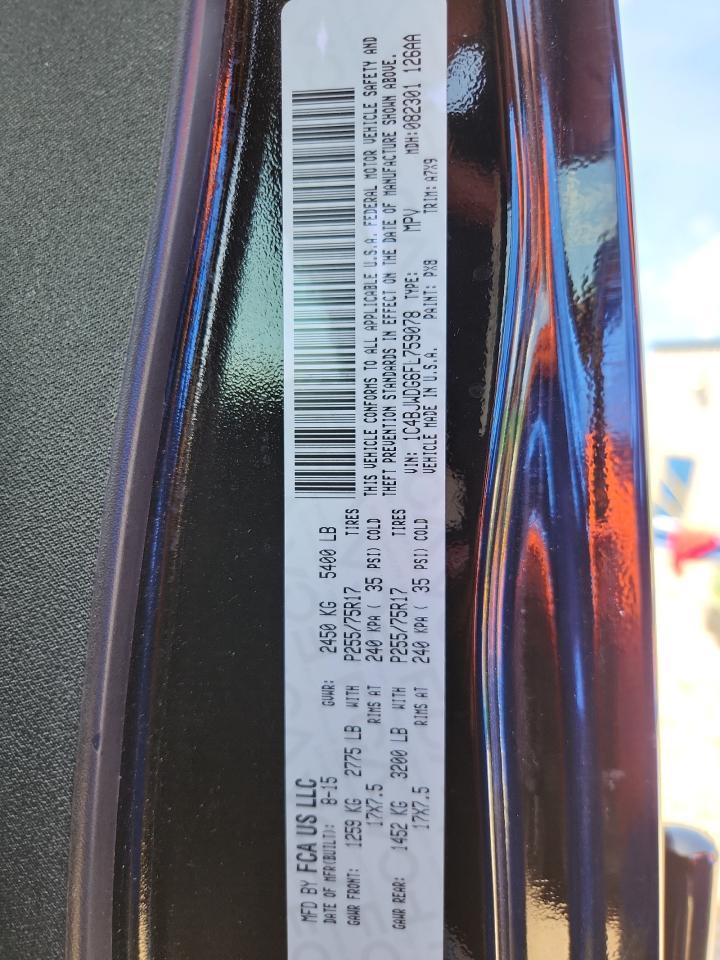 MFD BY FCA US LLC
DATE OF MFR(BUILT): 8-15 GVWR: 2450 KG 5400 LB
GAWR FRONT: 1259 KG 2775 LB WITH P255/75R17 TIRES
17X7.5 RIMS AT 240 KPA ( 35 PSI) COLD
GAWR REAR: 1452 KG 3200 LB WITH P255/75R17 TIRES
17X7.5 RIMS AT 240 KPA ( 35 PSI) COLD
THIS VEHICLE CONFORMS TO ALL APPLICABLE U.S.A. FEDERAL MOTOR VEHICLE SAFETY AND
THEFT PREVENTION STANDARDS IN EFFECT ON THE DATE OF MANUFACTURE SHOWN ABOVE.
VIN: 1C4BJWDG6FL759078 TYPE: MPV MDH:082301 126AA
VEHICLE MADE IN U.S.A. PAINT: PX8 TRIM: A7X9